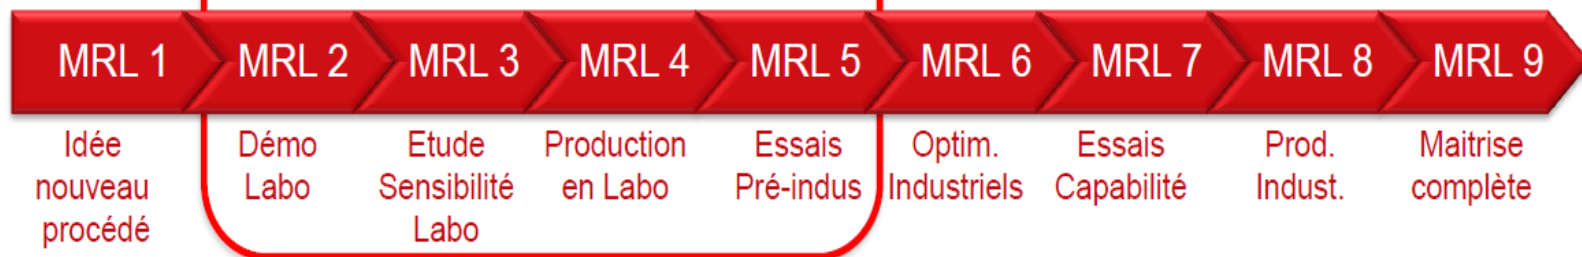 MRL 1 MRL 2 MRL 3 MRL 4 MRL 5 MRL 6 MRL 7 MRL 8 MRL 9
Idée
nouveau
procédé
Démo
Labo
Etude
Sensibilité
Labo
Production
en Labo
Essais
Pré-indus
Optim.
Industriels
Essais
Capabilité
Prod.
Indust.
Maitrise
complète